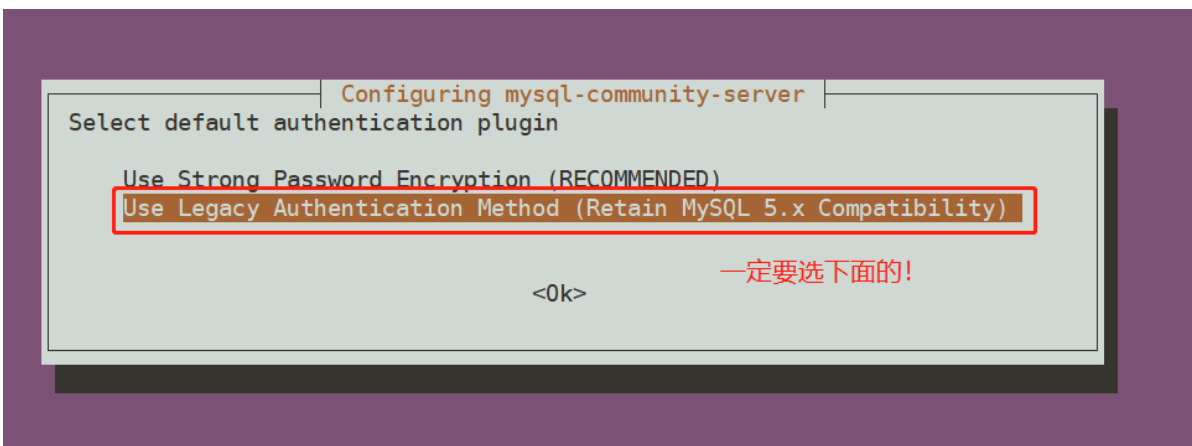 Configuring mysql-community-server
Select default authentication plugin
Use Strong Password Encryption (RECOMMENDED)
Use Legacy Authentication Method (Retain MySQL 5.x Compatibility)
一定要选下面的!
<Ok>